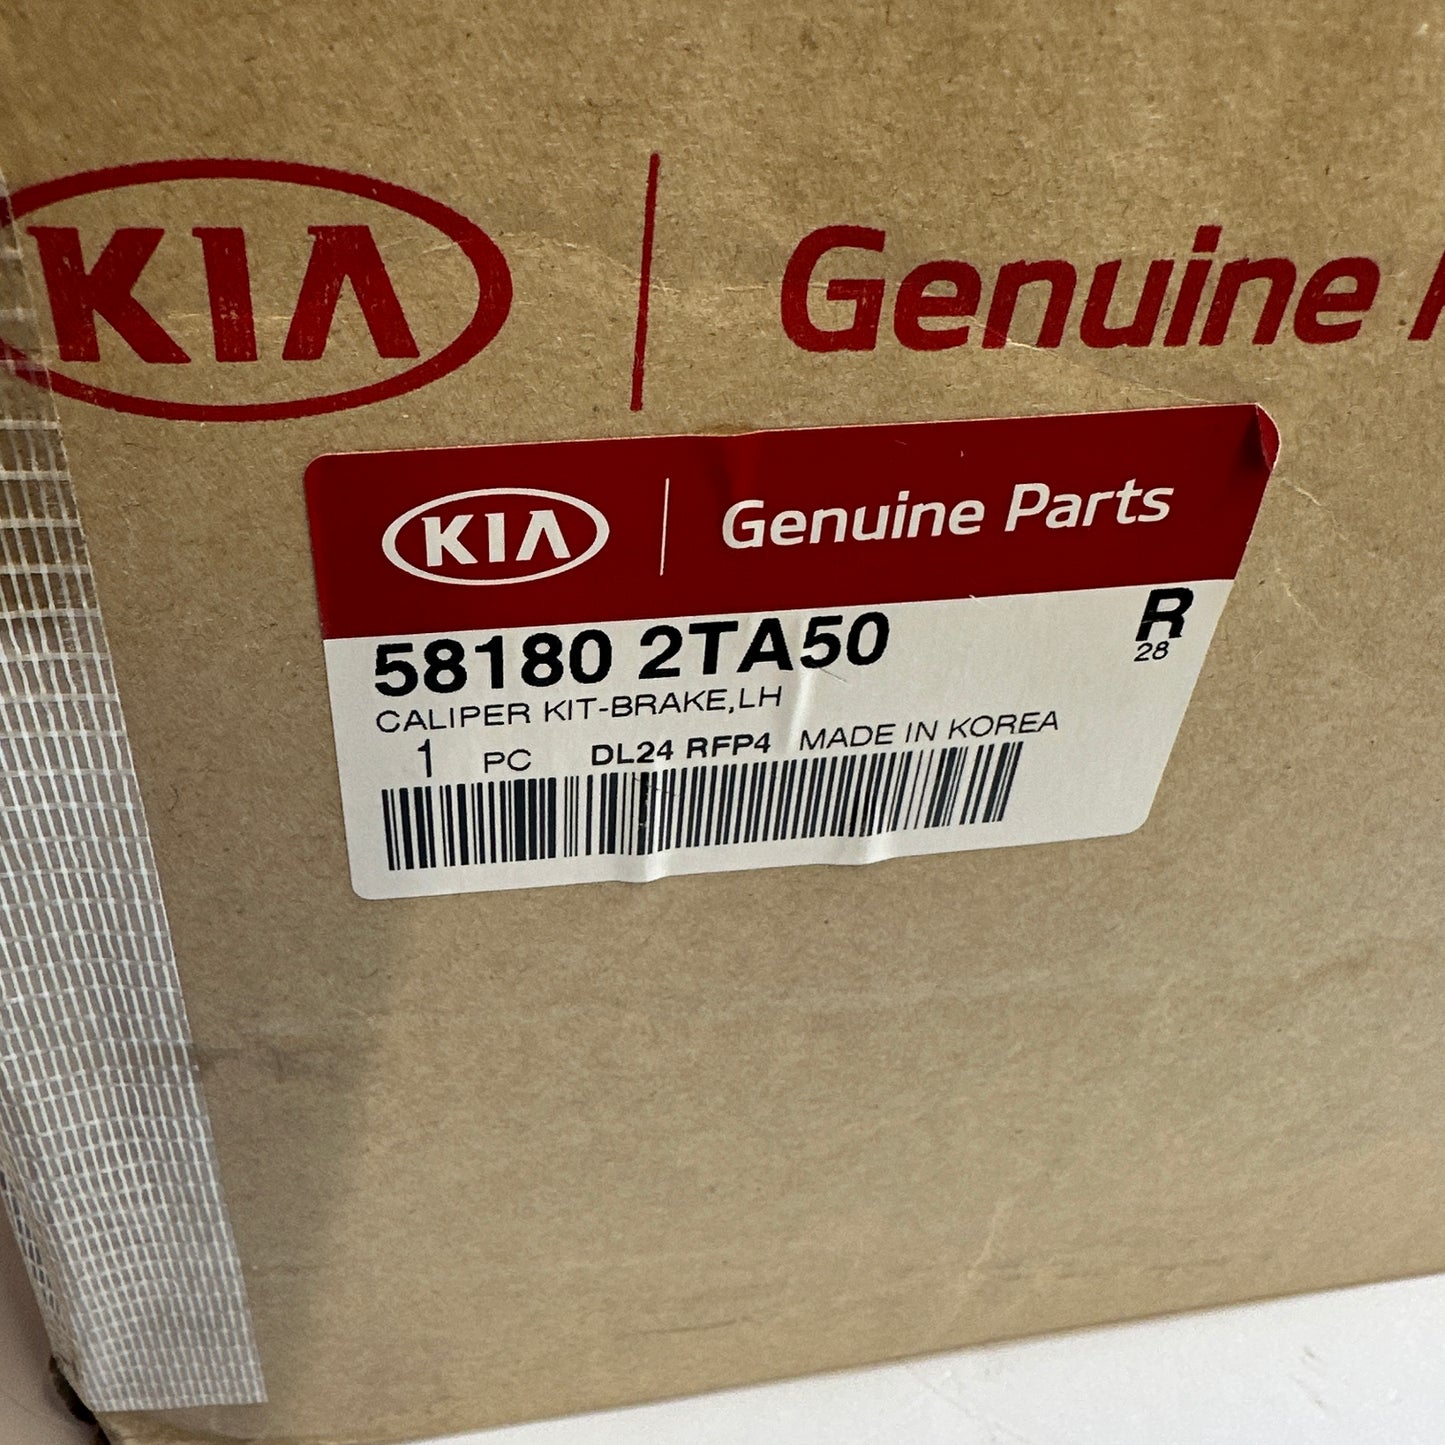 KIA Genuine
KIA Genuine Parts
58180 2TA50 R
28
CALIPER KIT-BRAKE,LH
1 PC DL24 RFP4 MADE IN KOREA